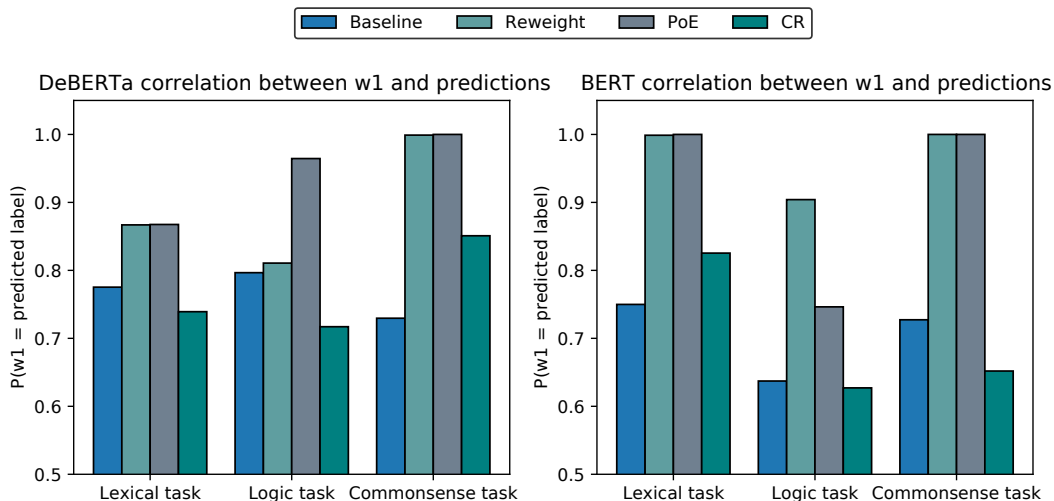 Baseline Reweight PoE CR
DeBERTa correlation between w1 and predictions
P(w1 = predicted label)
1.0
0.9
0.8
0.7
0.6
0.5
Lexical task Logic task Commonsense task
BERT correlation between w1 and predictions
P(w1 = predicted label)
1.0
0.9
0.8
0.7
0.6
0.5
Lexical task Logic task Commonsense task